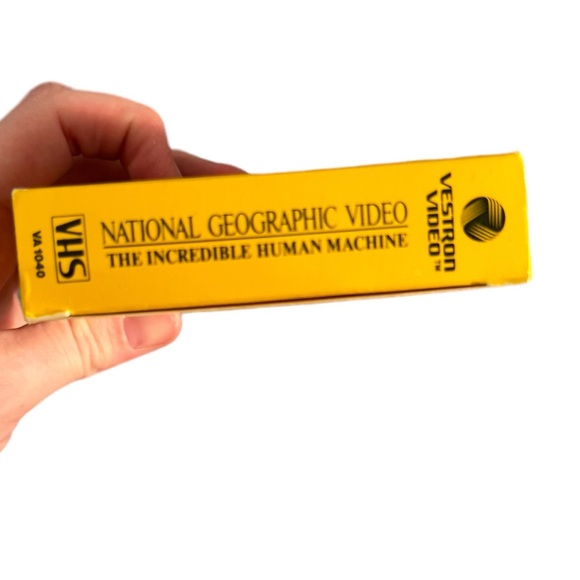 VA 1040
VHS
NATIONAL GEOGRAPHIC VIDEO
THE INCREDIBLE HUMAN MACHINE
VESTRON
VIDEO™